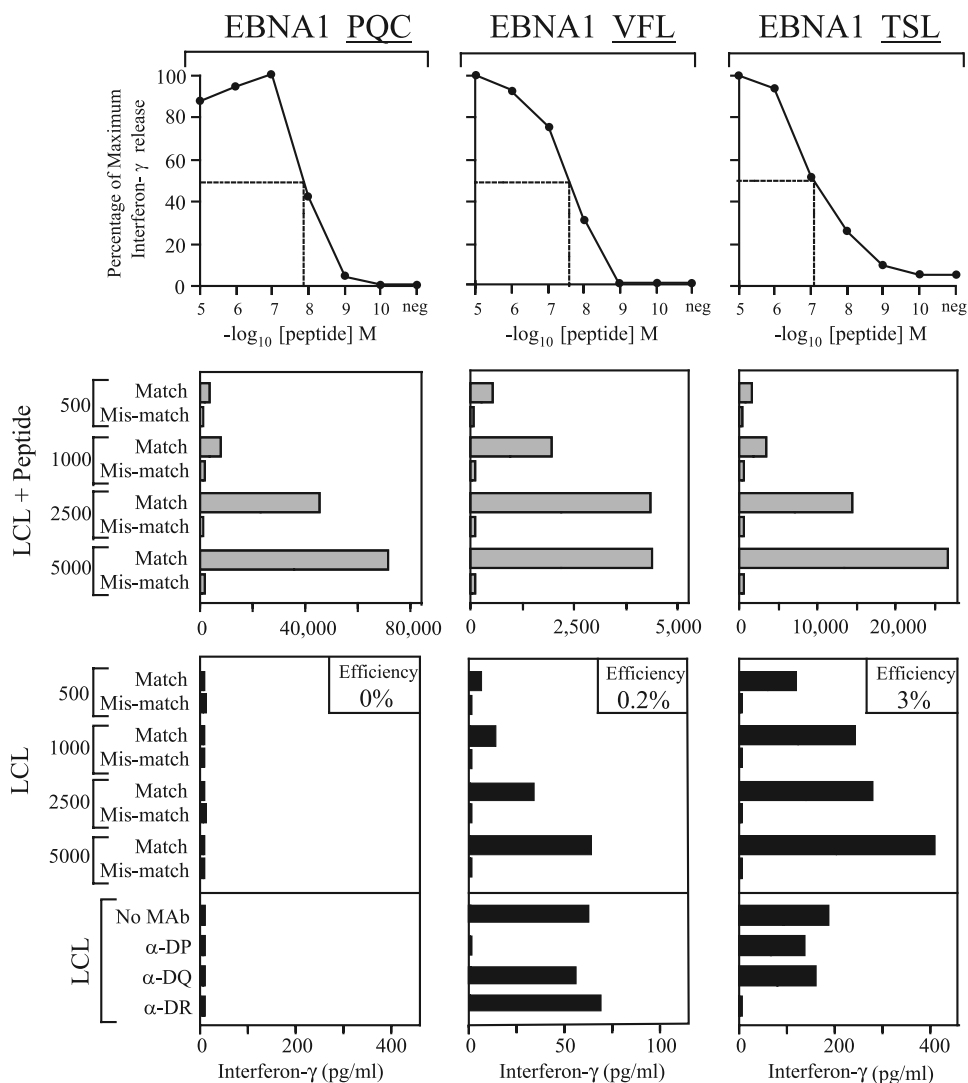 EBNA1 PQC EBNA1 VFL EBNA1 TSL
Percentage of Maximum
Interferon- γ release
100
80
60
40
20
0
5 6 7 8 9 10 neg 5 6 7 8 9 10 neg 5 6 7 8 9 10 neg
-log10 [peptide] M -log10 [peptide] M -log10 [peptide] M
LCL + Peptide
500 Match
Mis-match
1000 Match
Mis-match
2500 Match
Mis-match
5000 Match
Mis-match
0 40,000 80,000 0 2,500 5,000 0 10,000 20,000
LCL
500 Match
Mis-match
1000 Match
Mis-match
2500 Match
Mis-match
5000 Match
Mis-match
Efficiency
0%
Efficiency
0.2%
Efficiency
3%
LCL
No MAb
α-DP
α-DQ
α-DR
0 200 400 0 50 100 0 200 400
Interferon-γ (pg/ml) Interferon-γ (pg/ml) Interferon-γ (pg/ml)